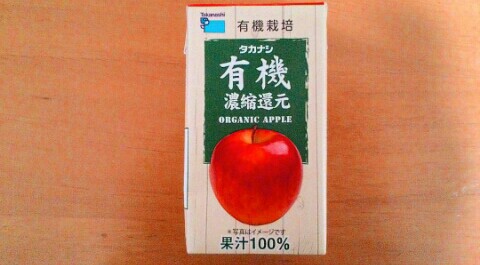 Takanashi
有機栽培
タカナシ
有機
濃縮還元
ORGANIC APPLE
*写真はイメージです
果汁100%